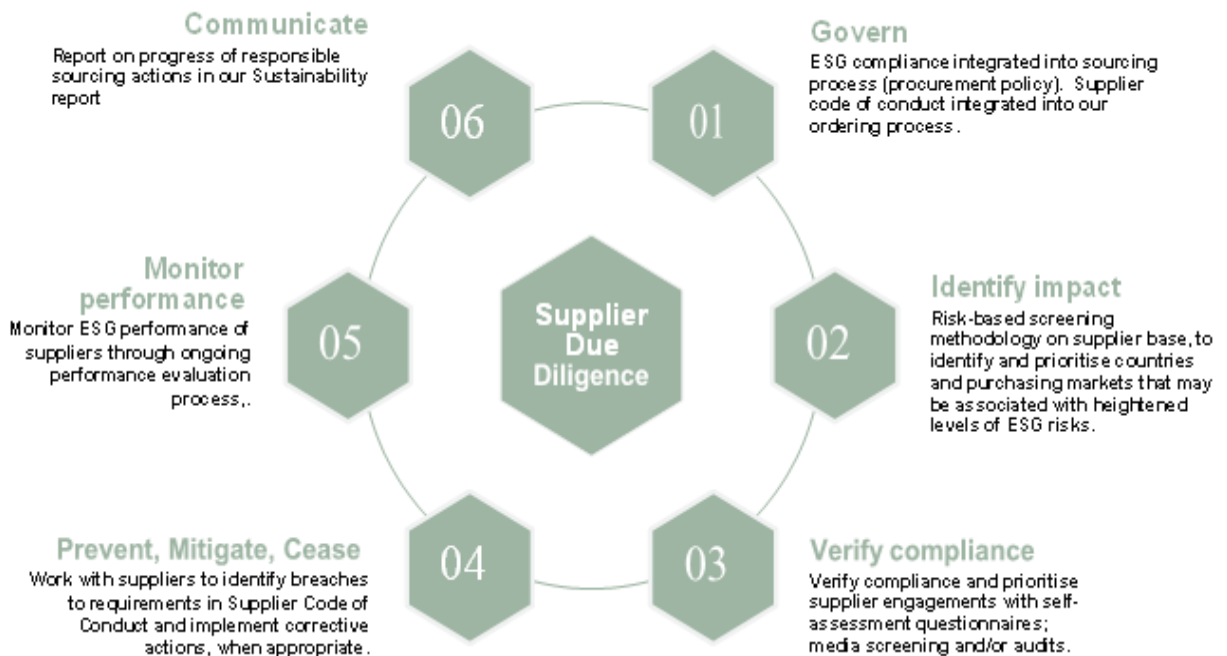 Supplier
Due
Diligence
01
Govern
ESG compliance integrated into sourcing
process (procurement policy). Supplier
code of conduct integrated into our
ordering process.
02
Identify impact
Risk-based screening
methodology on supplier base, to
identify and prioritise countries
and purchasing markets that may
be associated with heightened
levels of ESG risks.
03
Verify compliance
Verify compliance and prioritise
supplier engagements with self-
assessment questionnaires;
media screening and/or audits.
04
Prevent, Mitigate, Cease
Work with suppliers to identify breaches
to requirements in Supplier Code of
Conduct and implement corrective
actions, when appropriate.
05
Monitor
performance
Monitor ESG performance of
suppliers through ongoing
performance evaluation
process,.
06
Communicate
Report on progress of responsible
sourcing actions in our Sustainability
report